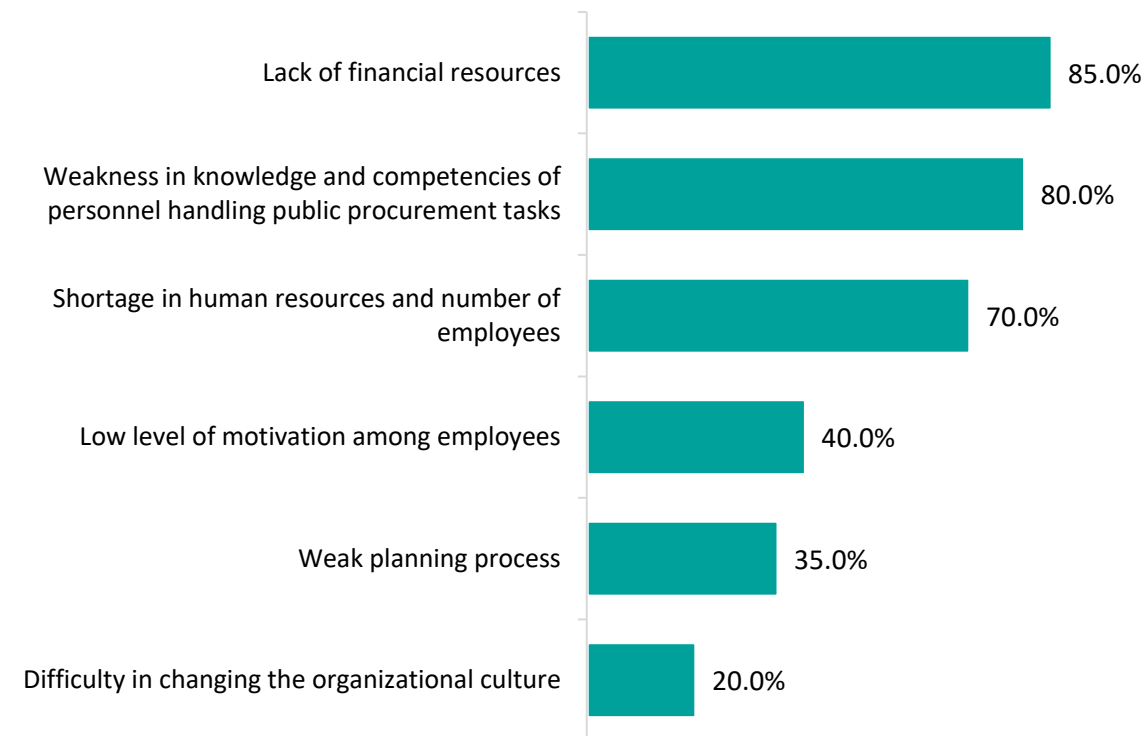 Lack of financial resources
85.0%
Weakness in knowledge and competencies of
personnel handling public procurement tasks
80.0%
Shortage in human resources and number of
employees
70.0%
Low level of motivation among employees
40.0%
Weak planning process
35.0%
Difficulty in changing the organizational culture
20.0%